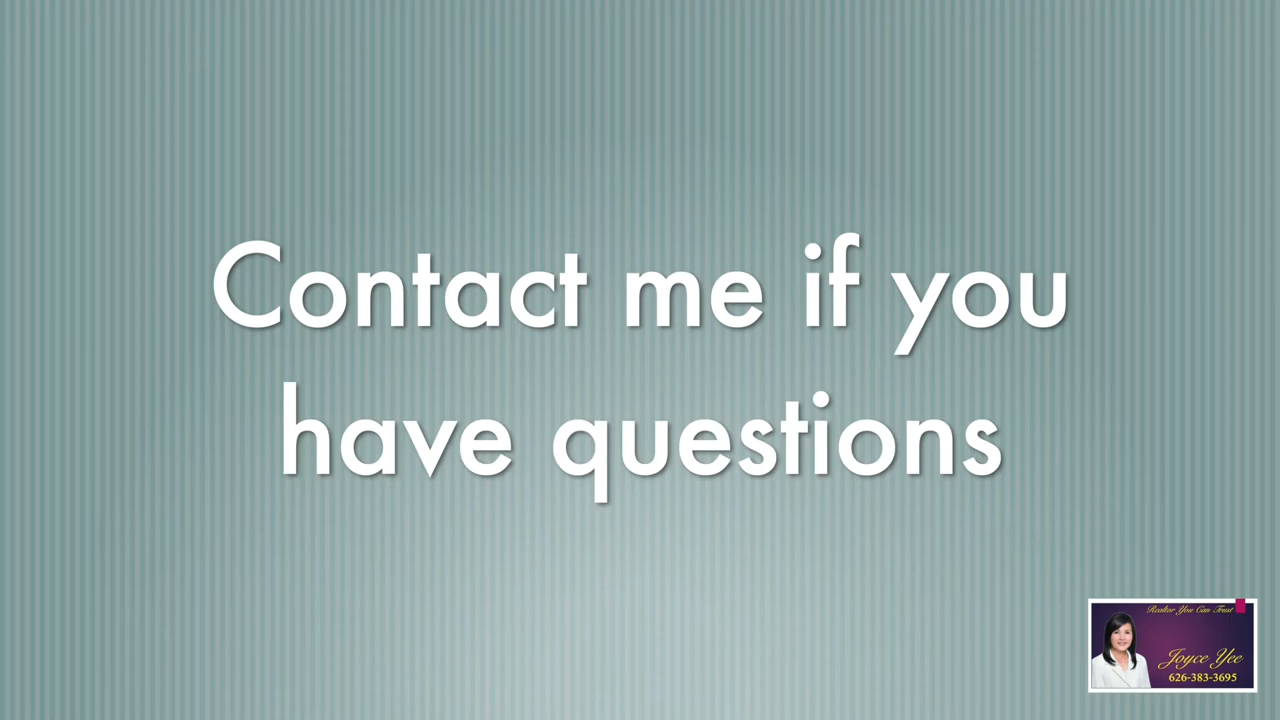 Contact me if you
have questions
Realtor You Can Trust
Joyce Yee
626-383-3695